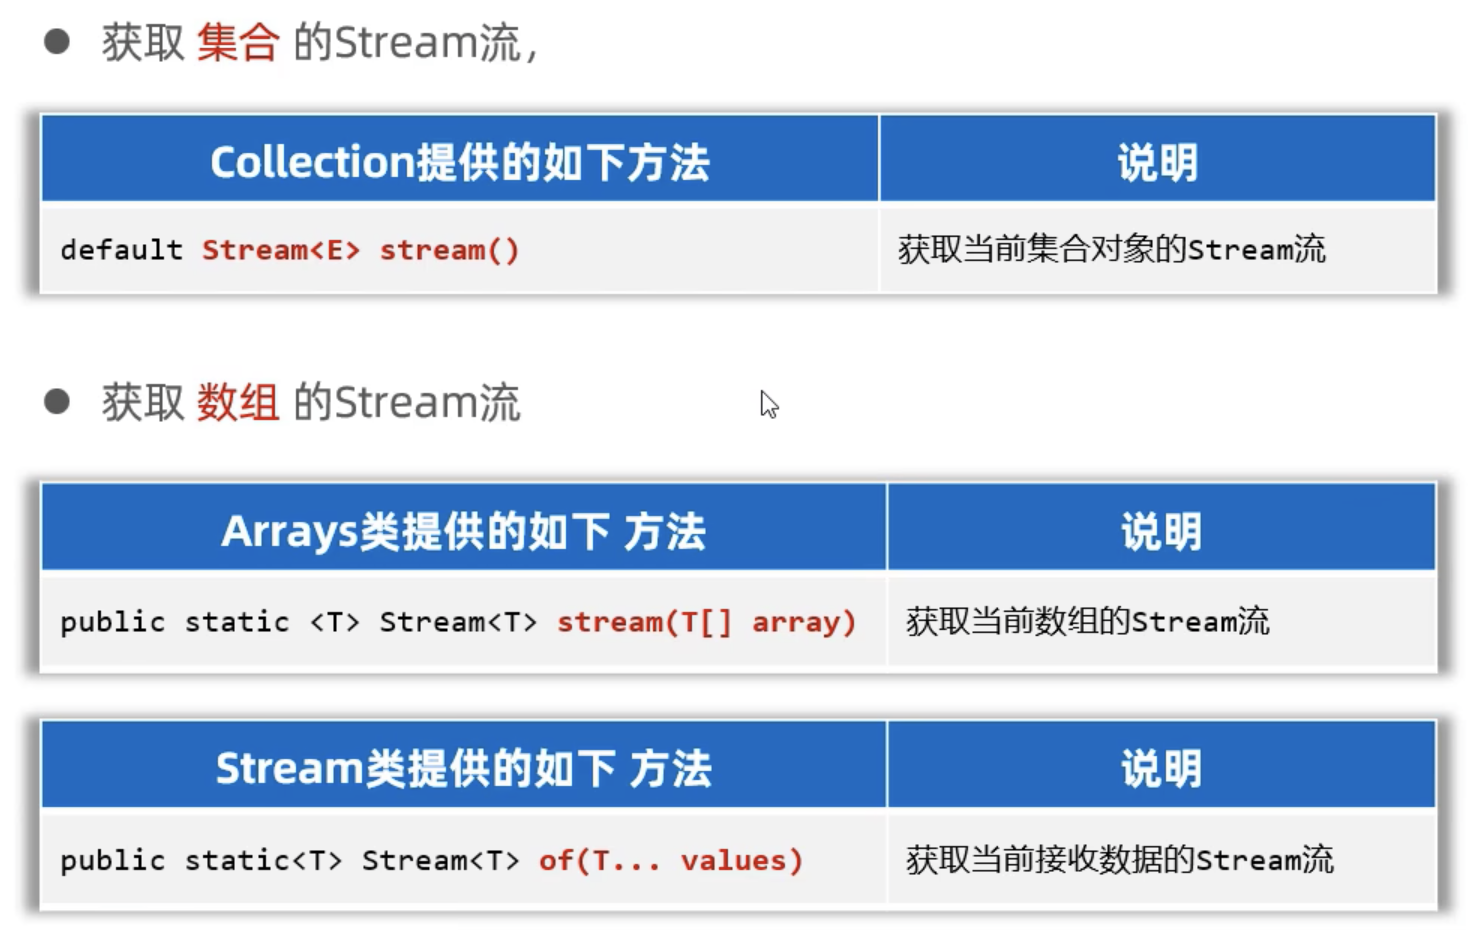 ● 获取 集合 的Stream流，
Collection提供的如下方法 说明
default Stream<E> stream() 获取当前集合对象的Stream流
● 获取 数组 的Stream流
Arrays类提供的如下 方法 说明
public static <T> Stream<T> stream(T[] array) 获取当前数组的Stream流
Stream类提供的如下 方法 说明
public static<T> Stream<T> of(T... values) 获取当前接收数据的Stream流